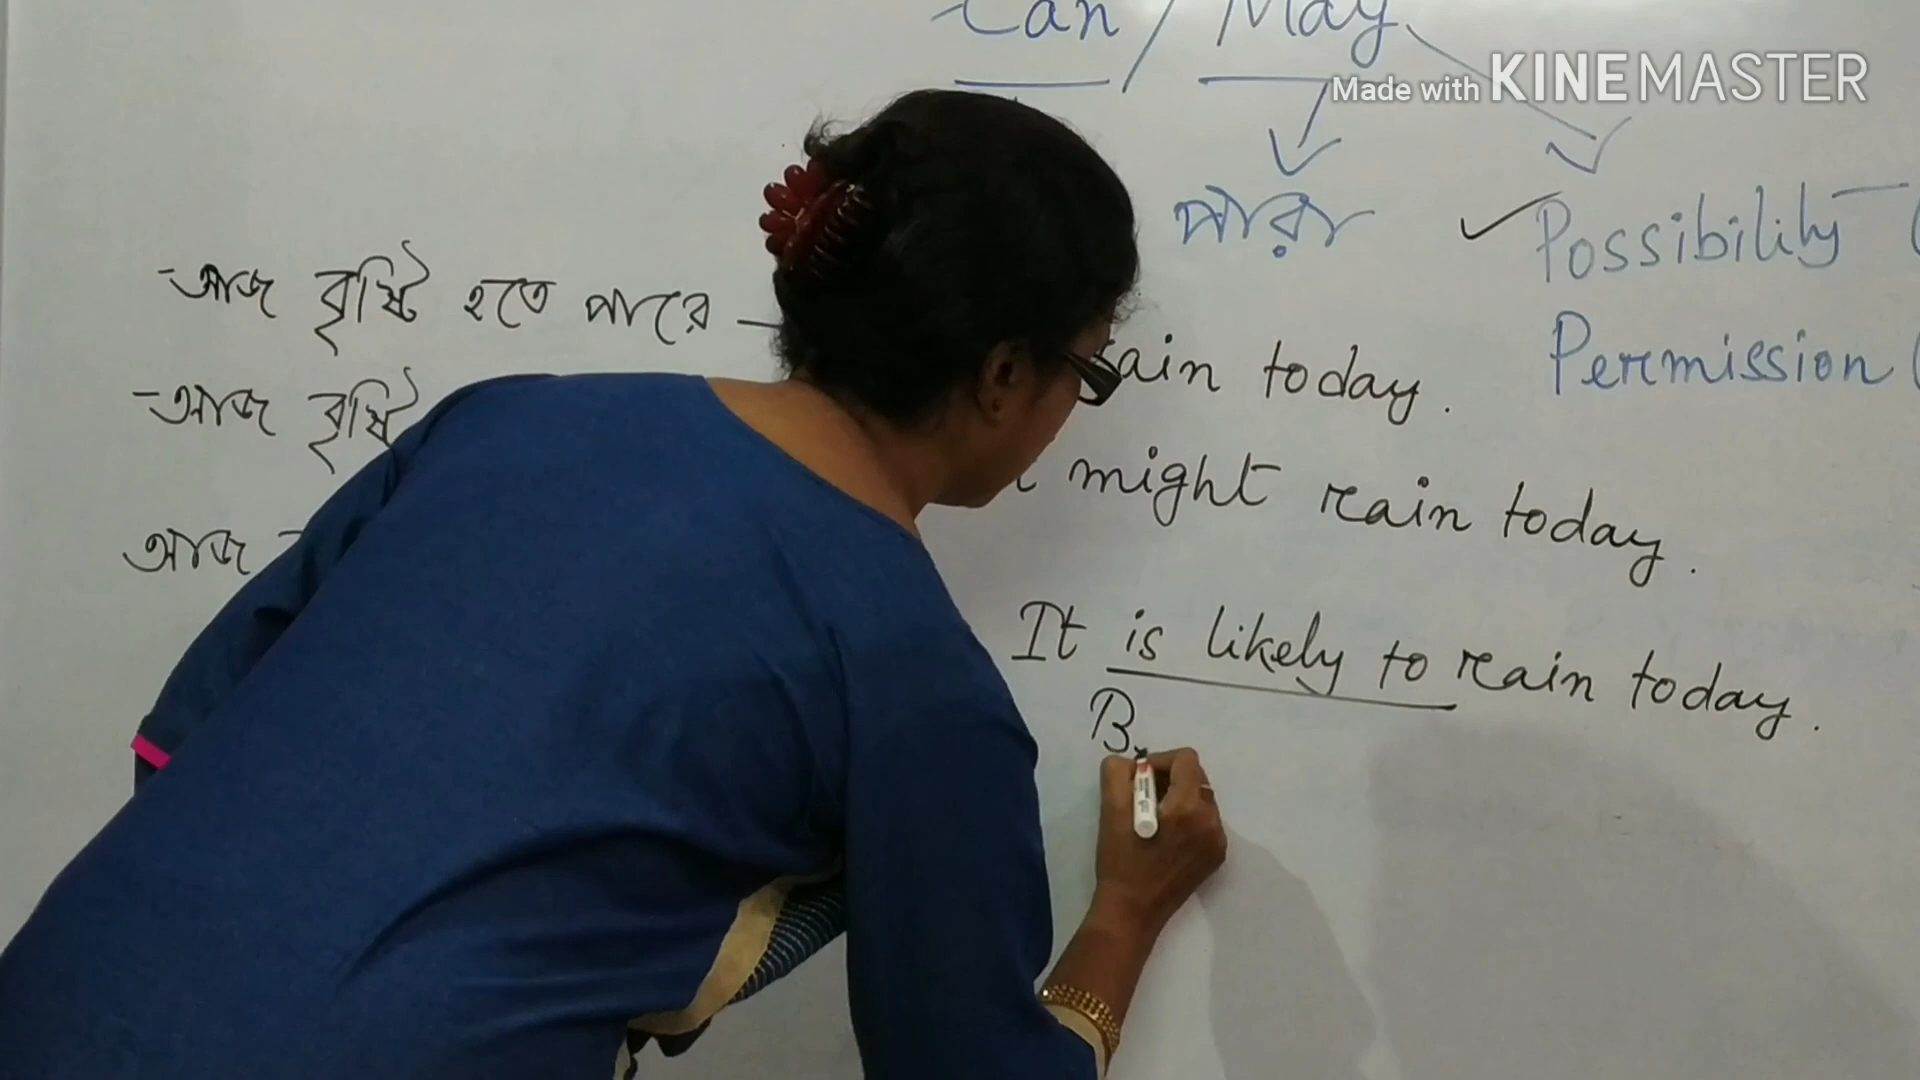 Can / May
Made with KINEMASTER
পারা Possibility
Permission
আজ বৃষ্টি হতে পারে — rain today.
আজ বৃষ্টি might rain today.
আজ It is likely to rain today.
B